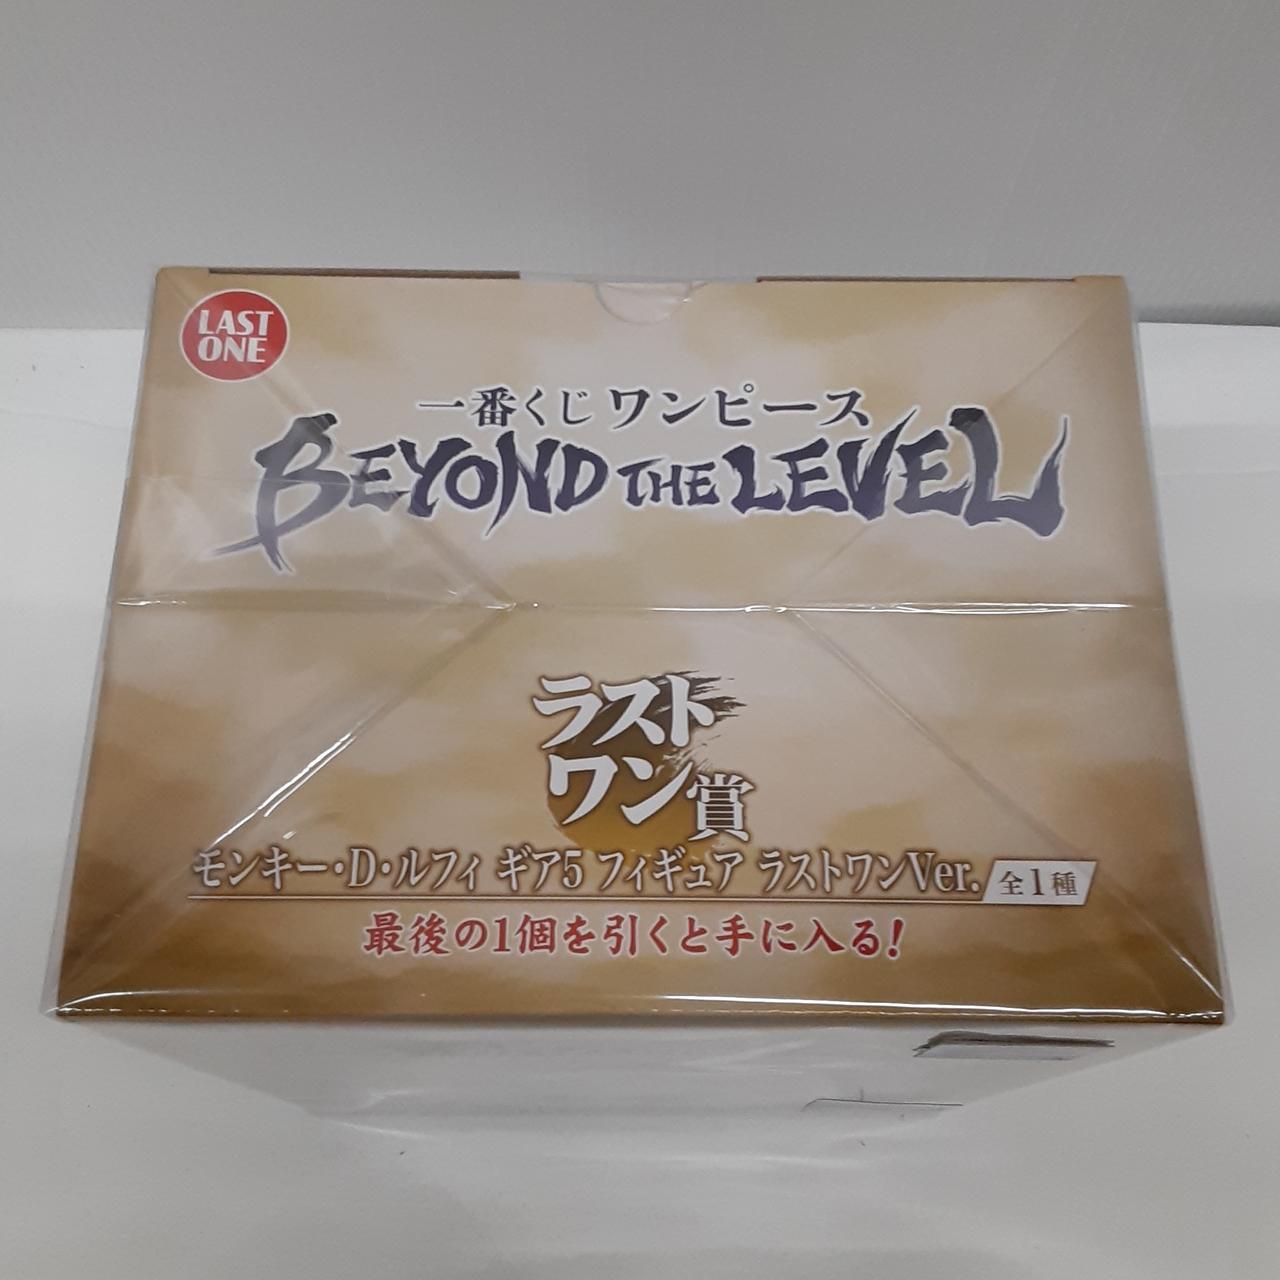 LAST
ONE
一番くじ ワンピース
BEYOND THE LEVEL
ラスト
ワン賞
モンキー・D・ルフィ ギア5 フィギュア ラストワンVer. 全1種
最後の1個を引くと手に入る!